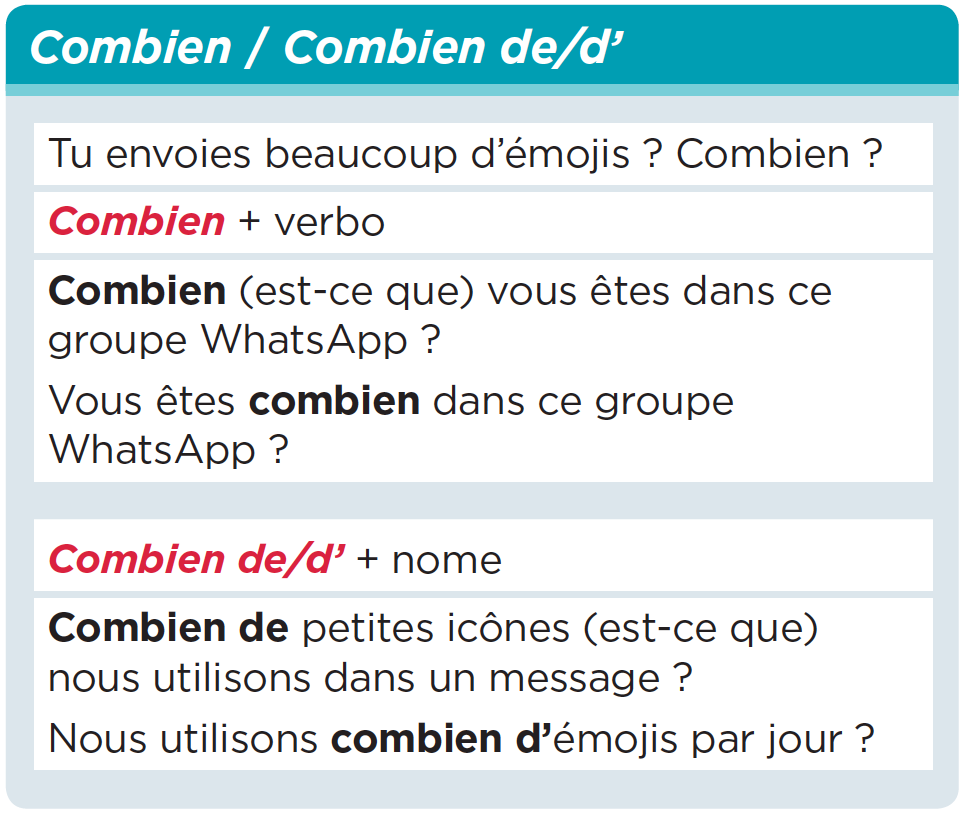 Combien / Combien de/d’
Tu envoies beaucoup d’émojis ? Combien ?
Combien + verbo
Combien (est-ce que) vous êtes dans ce
groupe WhatsApp ?
Vous êtes combien dans ce groupe
WhatsApp ?
Combien de/d’ + nome
Combien de petites icônes (est-ce que)
nous utilisons dans un message ?
Nous utilisons combien d’émojis par jour ?